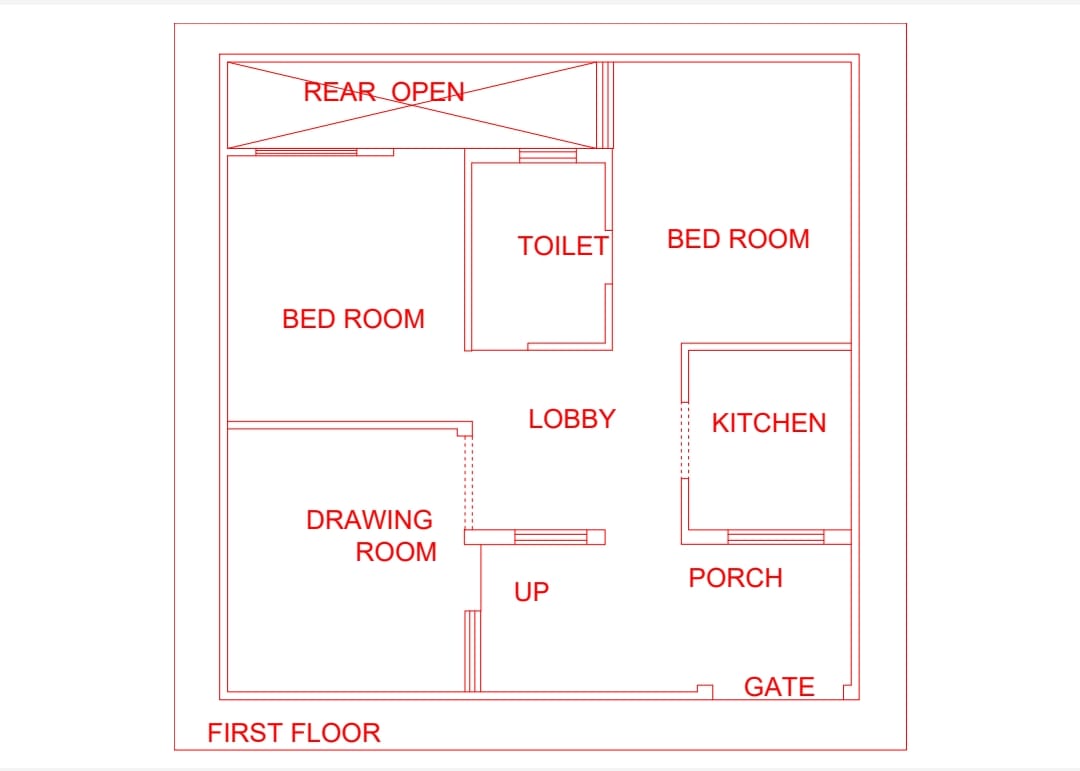 REAR OPEN
TOILET
BED ROOM
BED ROOM
LOBBY
KITCHEN
DRAWING
ROOM
UP
PORCH
GATE
FIRST FLOOR